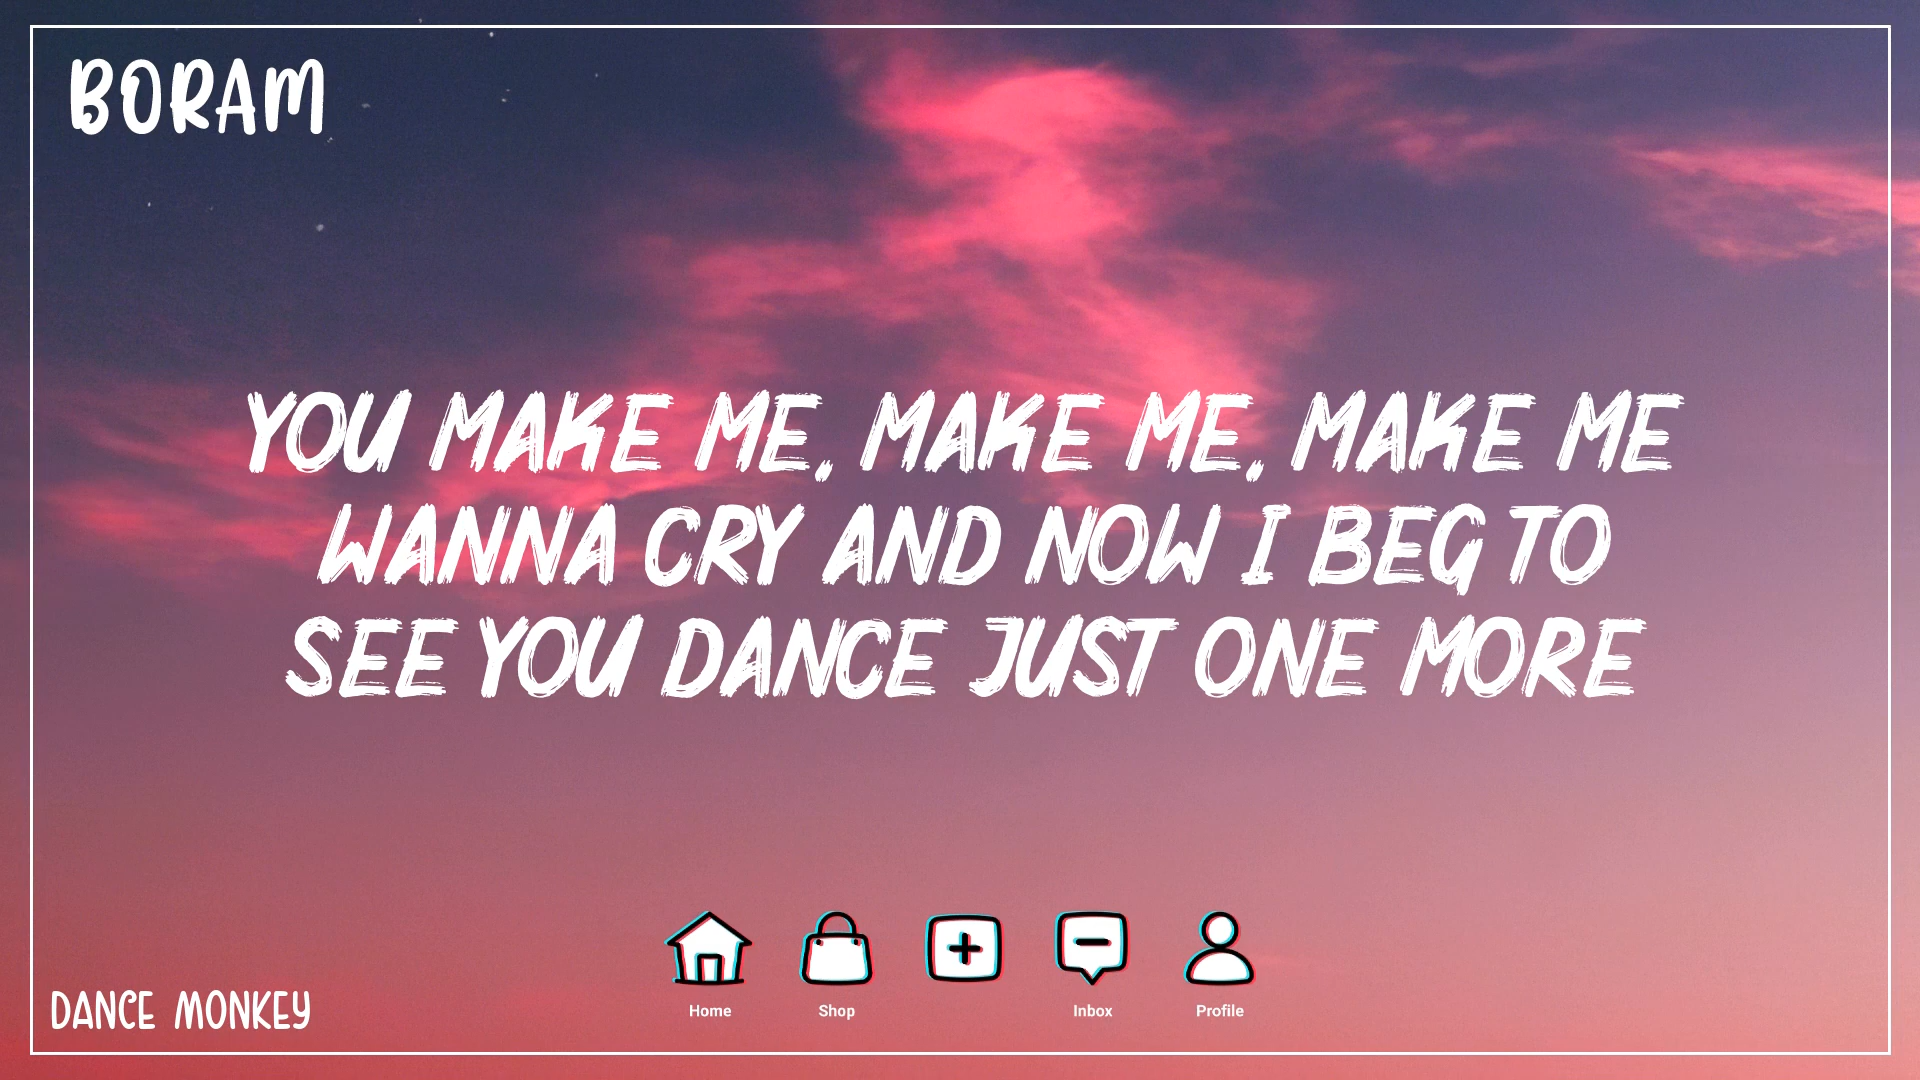 BORAM
YOU MAKE ME, MAKE ME, MAKE ME
WANNA CRY AND NOW I BEG TO
SEE YOU DANCE JUST ONE MORE
Home Shop Inbox Profile
DANCE MONKEY